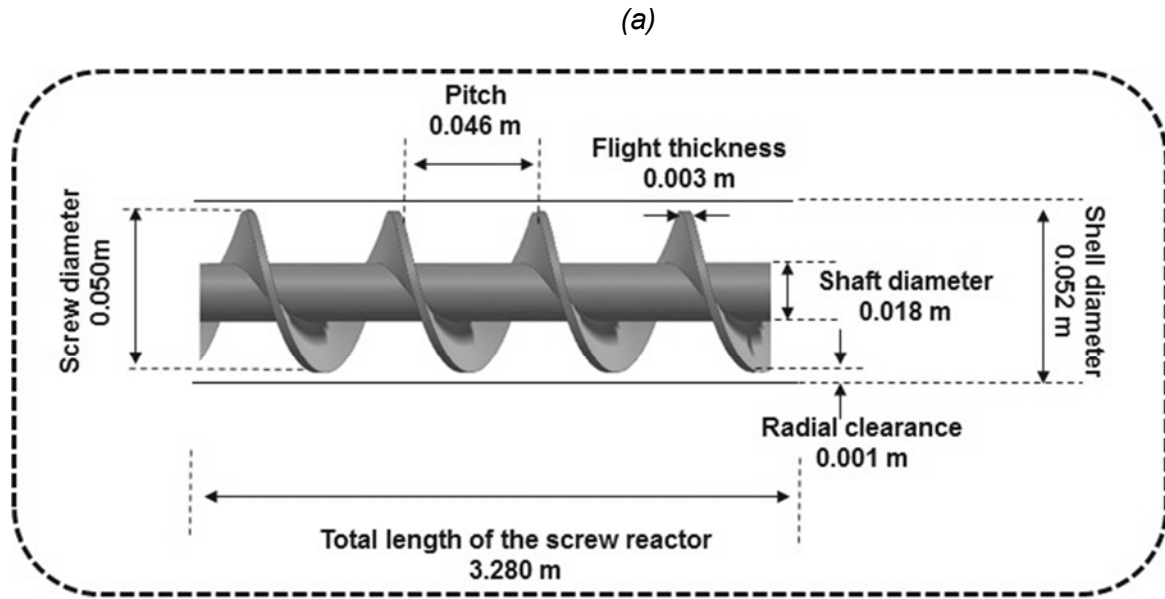 (a)
Pitch
0.046 m
Flight thickness
0.003 m
Screw diameter
0.050m
Shaft diameter
0.018 m
Shell diameter
0.052 m
Radial clearance
0.001 m
Total length of the screw reactor
3.280 m